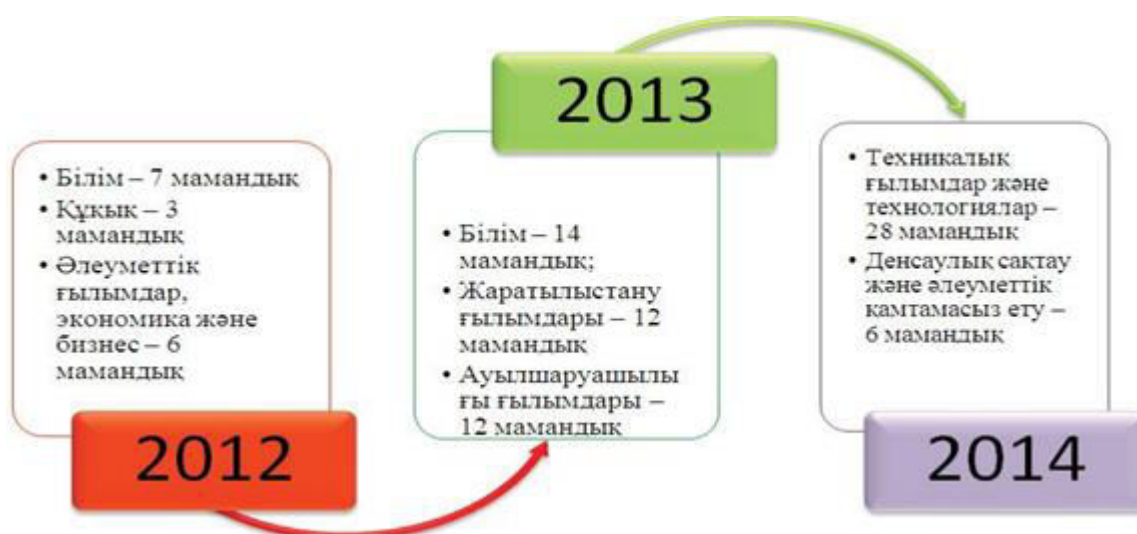 • Білім – 7 мамандық
• Құқық – 3
мамандық
• Әлеуметтік
ғылымдар,
экономика және
бизнес – 6
мамандық
2012
2013
• Білім – 14
мамандық;
• Жаратылыстану
ғылымдары – 12
мамандық
• Ауылшаруашылы
ғы ғылымдары –
12 мамандық
• Техникалық
ғылымдар және
технологиялар –
28 мамандық
• Денсаулық сақтау
және әлеуметтік
қамтамасыз ету –
6 мамандық
2014